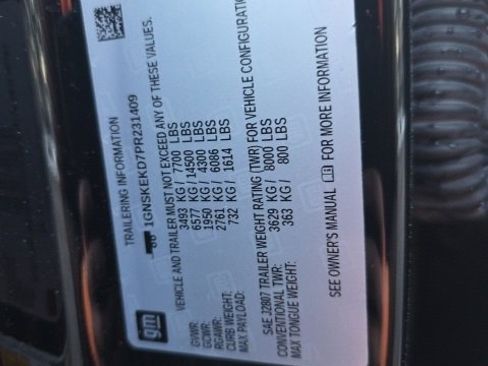 gm
TRAILERING INFORMATION
1GNSKEKD7PR231409
VEHICLE AND TRAILER MUST NOT EXCEED ANY OF THESE VALUES.
GVWR: 3493 KG/ 7700 LBS
GCWR: 6577 KG/ 14500 LBS
RGAWR: 1950 KG/ 4300 LBS
CURB WEIGHT: 2761 KG/ 6086 LBS
MAX PAYLOAD: 732 KG/ 1614 LBS
SAE J2807 TRAILER WEIGHT RATING (TWR) FOR VEHICLE CONFIGURATION
CONVENTIONAL TWR: 3629 KG/ 8000 LBS
MAX TONGUE WEIGHT: 363 KG/ 800 LBS
SEE OWNER'S MANUAL FOR MORE INFORMATION